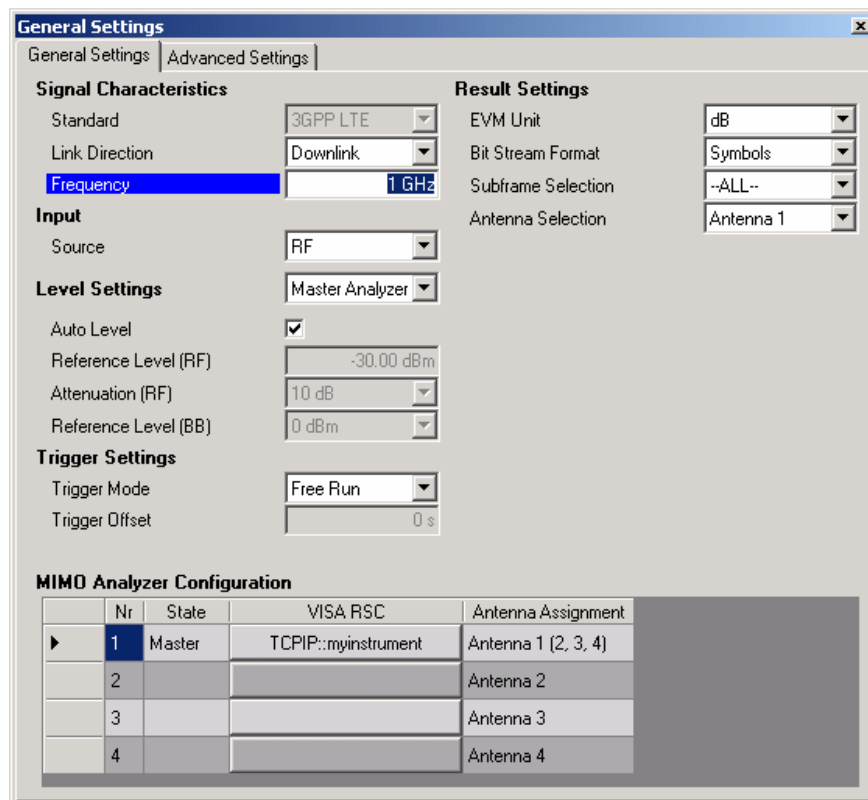 General Settings
General Settings Advanced Settings
Signal Characteristics
Standard 3GPP LTE
Link Direction Downlink
Frequency 1 GHz
Input
Source RF
Level Settings Master Analyzer
Auto Level
Reference Level (RF) -30.00 dBm
Attenuation (RF) 10 dB
Reference Level (BB) 0 dBm
Trigger Settings
Trigger Mode Free Run
Trigger Offset 0 s
Result Settings
EVM Unit dB
Bit Stream Format Symbols
Subframe Selection --ALL--
Antenna Selection Antenna 1
MIMO Analyzer Configuration
Nr State VISA RSC Antenna Assignment
1 Master TCPIP::myinstrument Antenna 1 (2, 3, 4)
2 Antenna 2
3 Antenna 3
4 Antenna 4